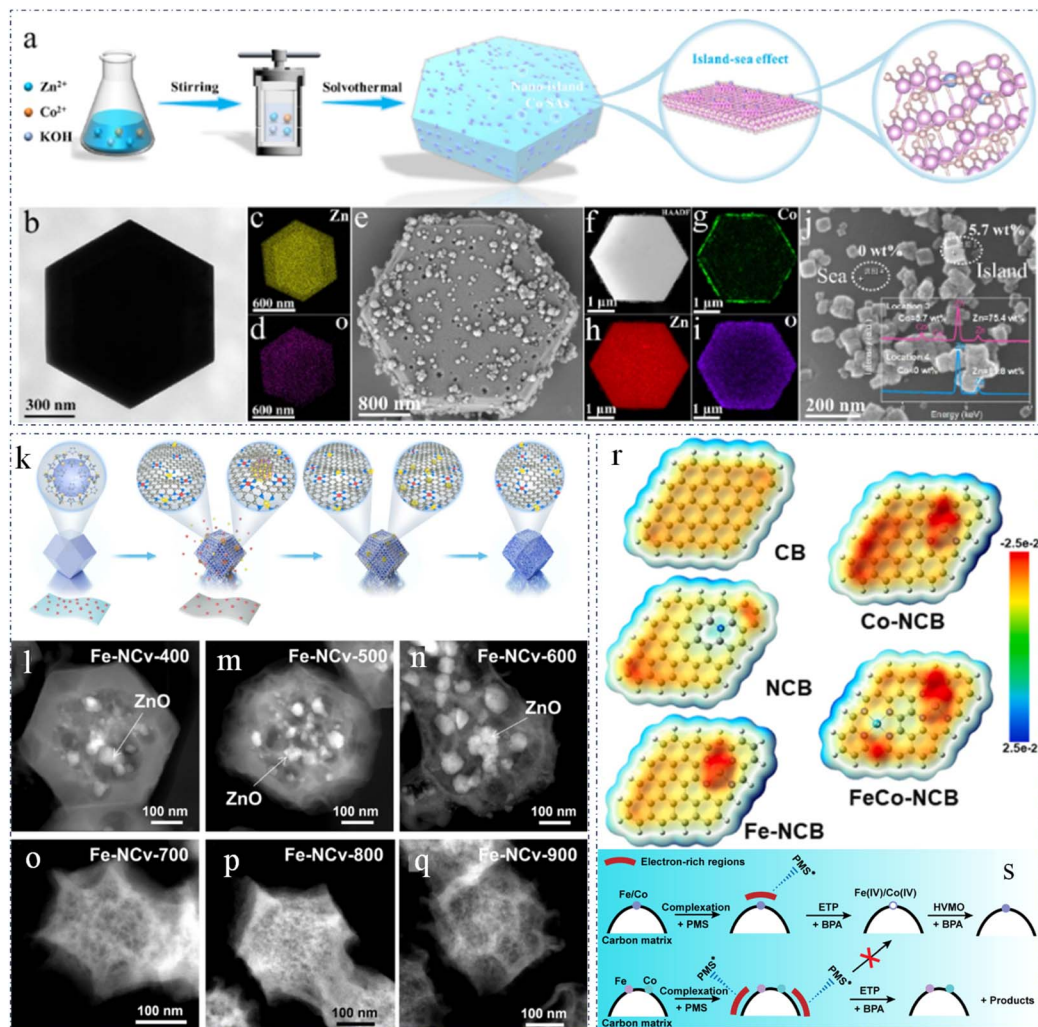 a
Zn²⁺
Co²⁺
KOH
Stirring
Solvothermal
Nano-island
Co SAs
Island-sea effect
b
300 nm
c
Zn
600 nm
d
O
600 nm
e
800 nm
f
HAADF
1 μm
g
Co
1 μm
h
Zn
1 μm
i
O
1 μm
j
5.7 wt%
0 wt%
Sea
Island
Co=0 wt%
Zn=75.4 wt%
Energy (keV)
200 nm
k
l
Fe-NCv-400
ZnO
100 nm
m
Fe-NCv-500
ZnO
100 nm
n
Fe-NCv-600
ZnO
100 nm
o
Fe-NCv-700
100 nm
p
Fe-NCv-800
100 nm
q
Fe-NCv-900
100 nm
r
CB
NCB
Fe-NCB
Co-NCB
FeCo-NCB
-2.5e-2
2.5e-2
s
Electron-rich regions
PMS*
Fe/Co
Complexation
+ PMS
ETP
+ BPA
Fe(IV)/Co(IV)
HVMO
+ BPA
Carbon matrix
Fe
Co
Complexation
+ PMS
PMS*
PMS*
ETP
+ BPA
+ Products
Carbon matrix